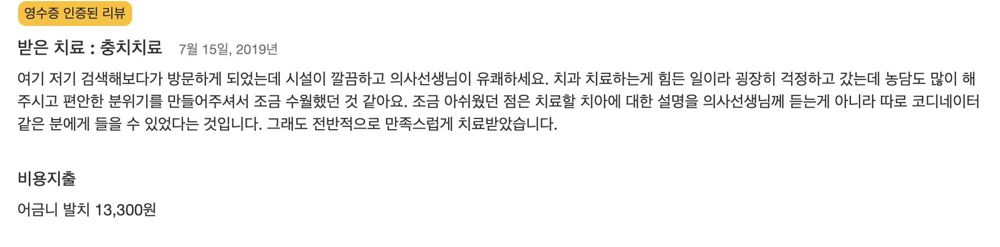 영수증 인증된 리뷰
받은 치료 : 충치치료 7월 15일, 2019년
여기 저기 검색해보다가 방문하게 되었는데 시설이 깔끔하고 의사선생님이 유쾌하세요. 치과 치료하는게 힘든 일이라 굉장히 걱정하고 갔는데 농담도 많이 해
주시고 편안한 분위기를 만들어주셔서 조금 수월했던 것 같아요. 조금 아쉬웠던 점은 치료할 치아에 대한 설명을 의사선생님께 듣는게 아니라 따로 코디네이터
같은 분에게 들을 수 있었다는 것입니다. 그래도 전반적으로 만족스럽게 치료받았습니다.
비용지출
어금니 발치 13,300원